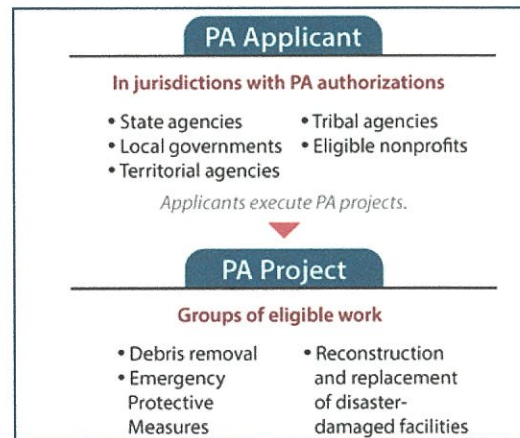 PA Applicant
In jurisdictions with PA authorizations
• State agencies
• Local governments
• Territorial agencies
• Tribal agencies
• Eligible nonprofits
Applicants execute PA projects.
PA Project
Groups of eligible work
• Debris removal
• Emergency
Protective
Measures
• Reconstruction
and replacement
of disaster-
damaged facilities